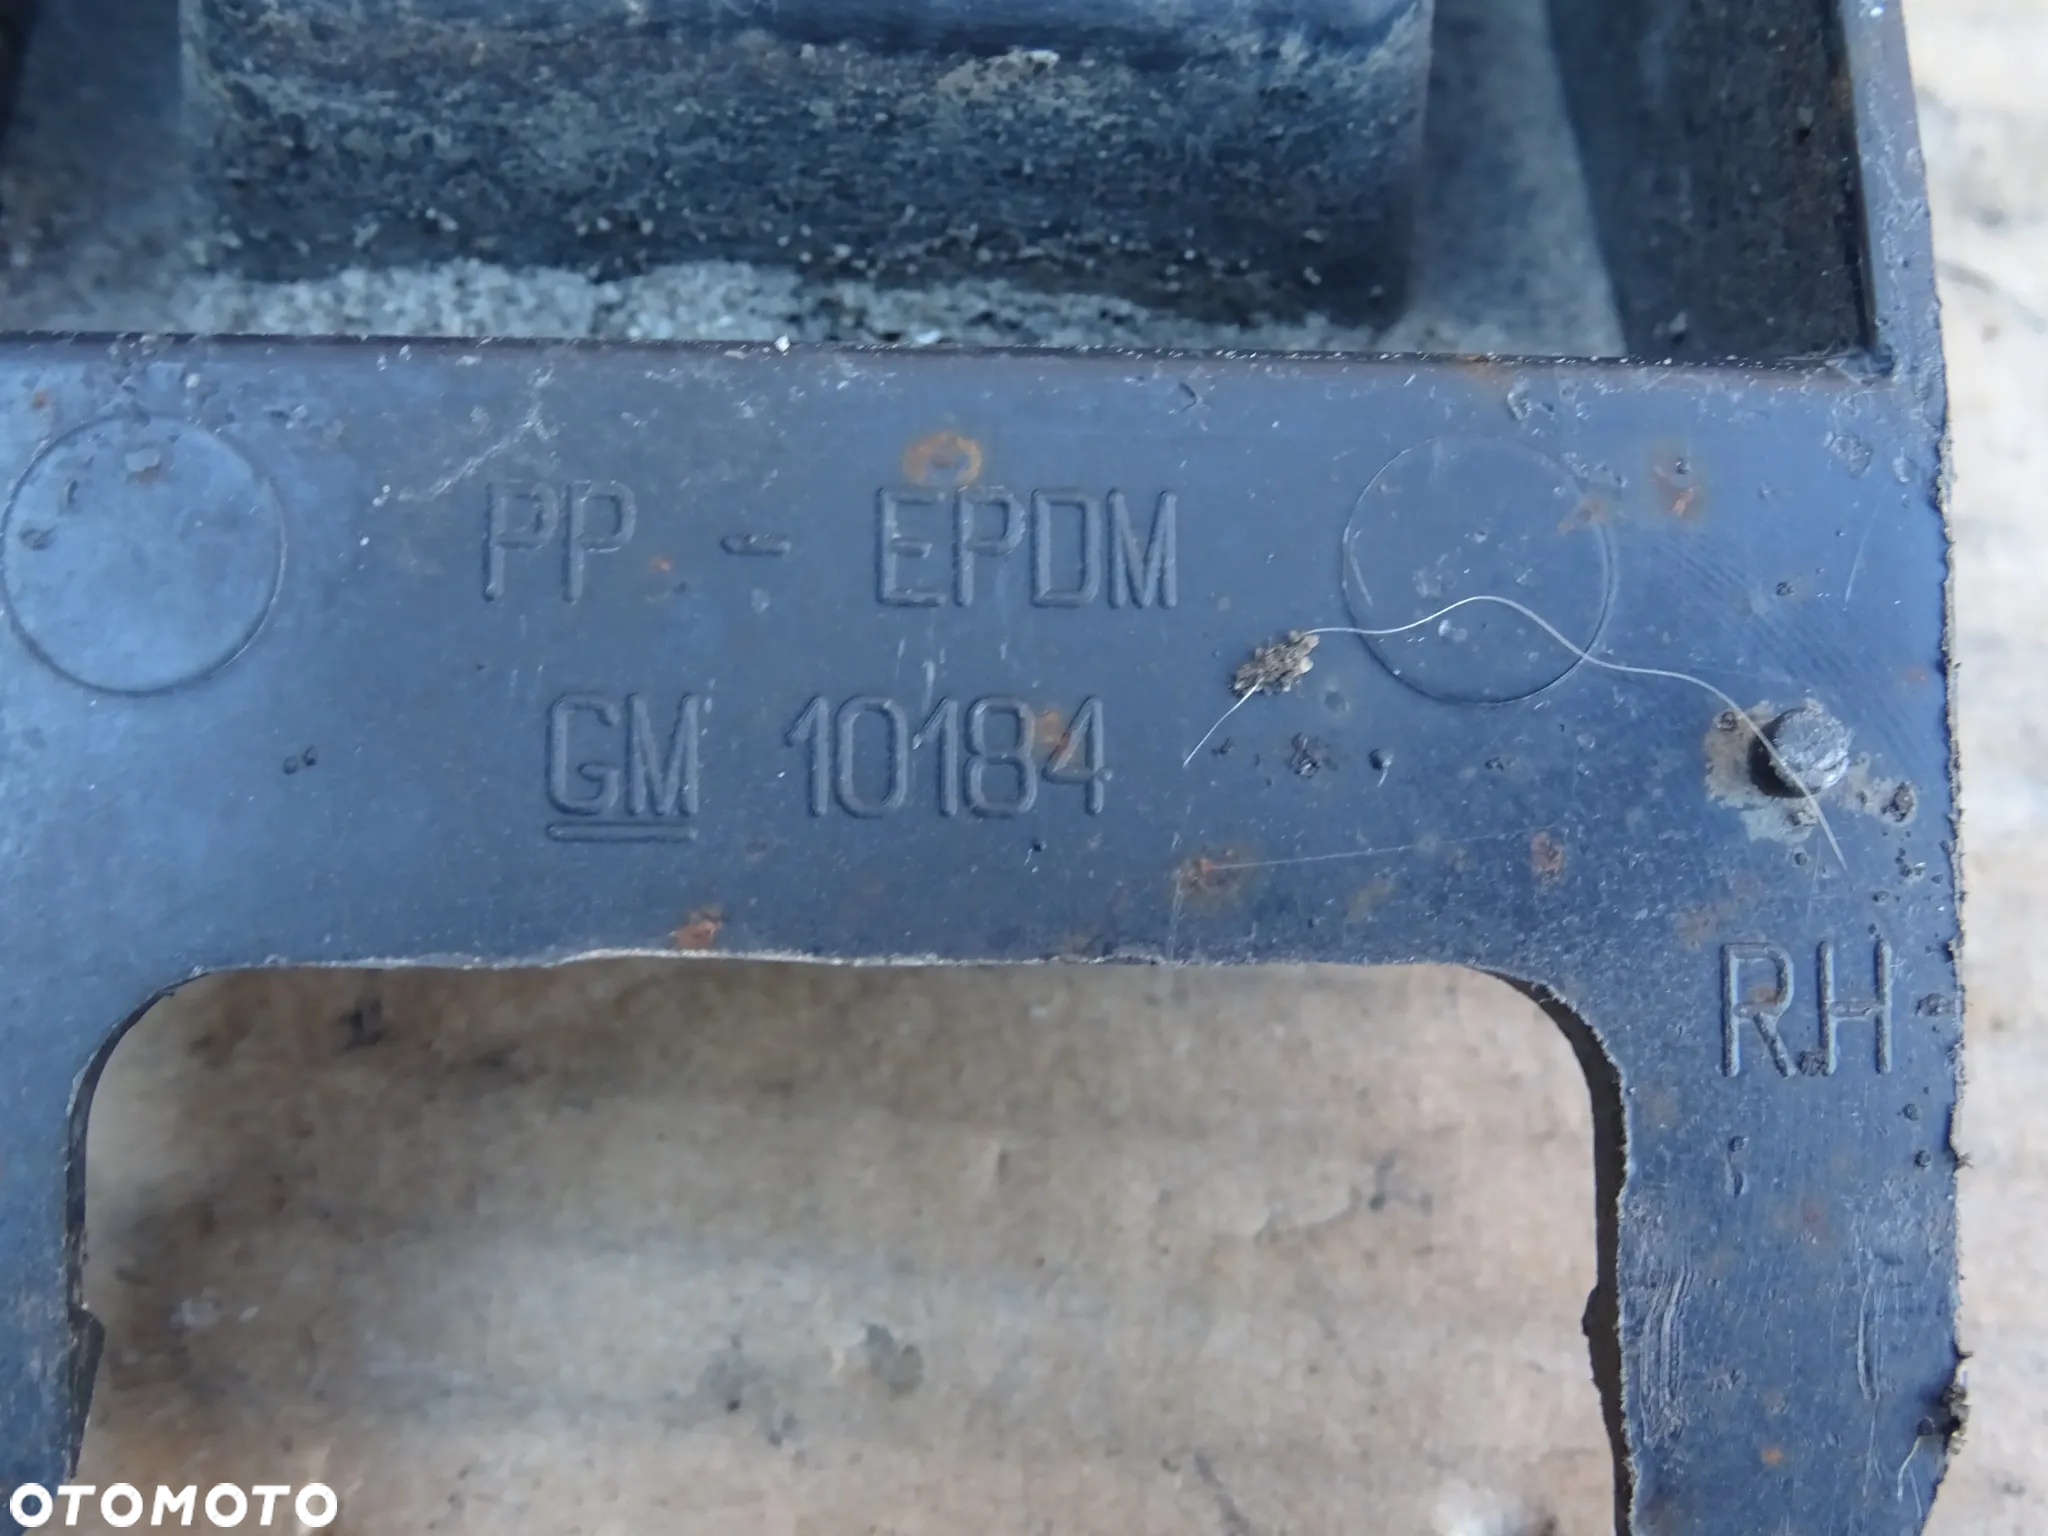 PP - EPDM
GM 10184
RH
OTOMOTO